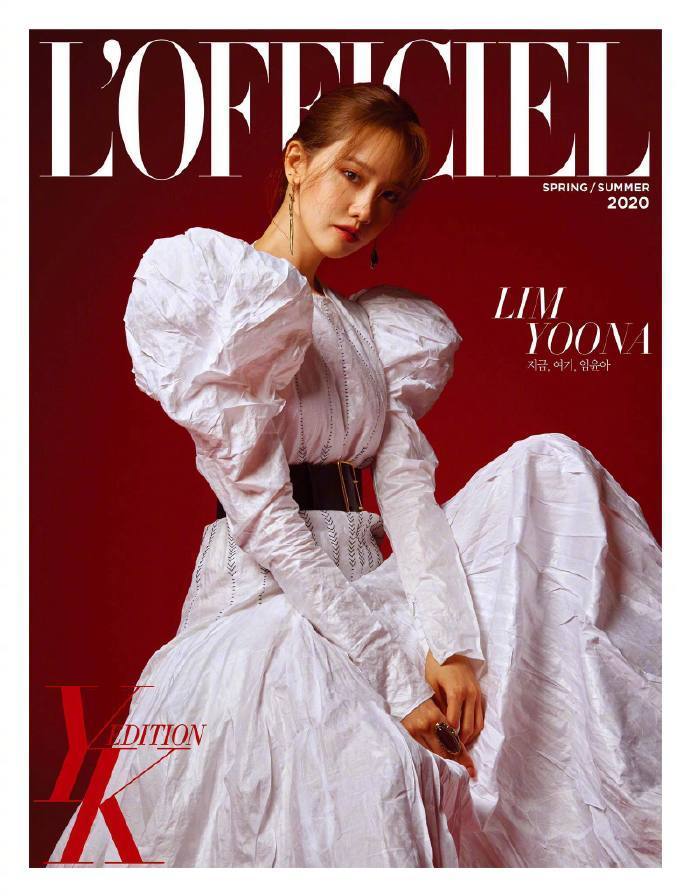 L'OFFICIEL
SPRING / SUMMER
2020
LIM
YOONA
지금, 여기, 임윤아
YK
EDITION